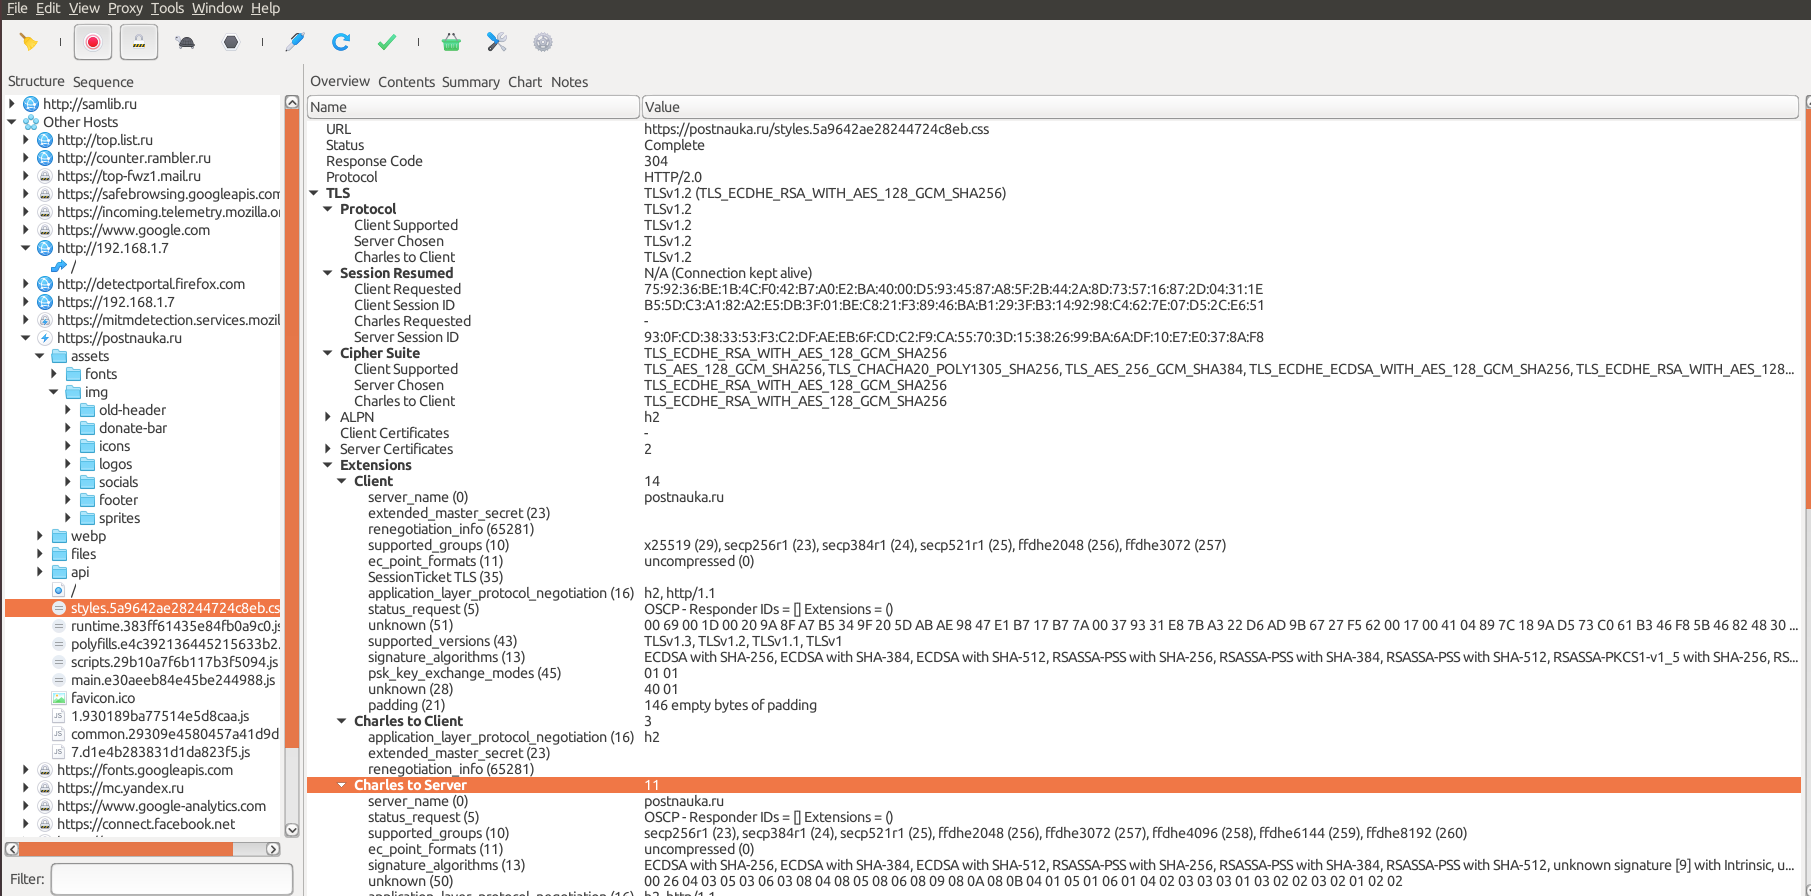 File Edit View Proxy Tools Window Help
Structure Sequence
http://samlib.ru
Other Hosts
http://top.list.ru
http://counter.rambler.ru
https://top-fwz1.mail.ru
https://safebrowsing.googleapis.com
https://incoming.telemetry.mozilla.or
https://www.google.com
http://192.168.1.7
/
http://detectportal.firefox.com
https://192.168.1.7
https://mitmdetection.services.mozil
https://postnauka.ru
assets
fonts
img
old-header
donate-bar
icons
logos
socials
footer
sprites
webp
files
api
/
styles.5a9642ae28244724c8eb.cs
runtime.383ff61435e84fb0a9c0.js
polyfills.e4c392136445215633b2.
scripts.29b10a7f6b117b3f5094.js
main.e30aeeb84e45be244988.js
favicon.ico
1.930189ba77514e5d8caa.js
common.29309e4580457a41d9d
7.d1e4b283831d1da823f5.js
https://fonts.googleapis.com
https://mc.yandex.ru
https://www.google-analytics.com
https://connect.facebook.net
Filter:
Overview Contents Summary Chart Notes
Name Value
URL https://postnauka.ru/styles.5a9642ae28244724c8eb.css
Status Complete
Response Code 304
Protocol HTTP/2.0
TLS TLSv1.2 (TLS_ECDHE_RSA_WITH_AES_128_GCM_SHA256)
Protocol TLSv1.2
Client Supported TLSv1.2
Server Chosen TLSv1.2
Charles to Client TLSv1.2
Session Resumed N/A (Connection kept alive)
Client Requested 75:92:36:BE:1B:4C:F0:42:B7:A0:E2:BA:40:00:D5:93:45:87:A8:5F:2B:44:2A:8D:73:57:16:87:2D:04:31:1E
Client Session ID B5:5D:C3:A1:82:A2:E5:DB:3F:01:BE:C8:21:F3:89:46:BA:B1:29:3F:B3:14:92:98:C4:62:7E:07:D5:2C:E6:51
Charles Requested -
Server Session ID 93:0F:CD:38:33:53:F3:C2:DF:AE:EB:6F:CD:C2:F9:CA:55:70:3D:15:38:26:99:BA:6A:DF:10:E7:E0:37:8A:F8
Cipher Suite TLS_ECDHE_RSA_WITH_AES_128_GCM_SHA256
Client Supported TLS_AES_128_GCM_SHA256, TLS_CHACHA20_POLY1305_SHA256, TLS_AES_256_GCM_SHA384, TLS_ECDHE_ECDSA_WITH_AES_128_GCM_SHA256, TLS_ECDHE_RSA_WITH_AES_128...
Server Chosen TLS_ECDHE_RSA_WITH_AES_128_GCM_SHA256
Charles to Client TLS_ECDHE_RSA_WITH_AES_128_GCM_SHA256
ALPN h2
Client Certificates -
Server Certificates 2
Extensions
Client 14
server_name (0) postnauka.ru
extended_master_secret (23)
renegotiation_info (65281)
supported_groups (10) x25519 (29), secp256r1 (23), secp384r1 (24), secp521r1 (25), ffdhe2048 (256), ffdhe3072 (257)
ec_point_formats (11) uncompressed (0)
SessionTicket TLS (35)
application_layer_protocol_negotiation (16) h2, http/1.1
status_request (5) OSCP - Responder IDs = [] Extensions = ()
unknown (51) 00 69 00 1D 00 20 9A 8F A7 B5 34 9F 20 5D AB AE 98 47 E1 B7 17 B7 7A 00 37 93 31 E8 7B A3 22 D6 AD 9B 67 27 F5 62 00 17 00 41 04 89 7C 18 9A D5 73 C0 61 B3 46 F8 5B 46 82 48 30 ...
supported_versions (43) TLSv1.3, TLSv1.2, TLSv1.1, TLSv1
signature_algorithms (13) ECDSA with SHA-256, ECDSA with SHA-384, ECDSA with SHA-512, RSASSA-PSS with SHA-256, RSASSA-PSS with SHA-384, RSASSA-PSS with SHA-512, RSASSA-PKCS1-v1_5 with SHA-256, RS...
psk_key_exchange_modes (45) 01 01
unknown (28) 40 01
padding (21) 146 empty bytes of padding
Charles to Client 3
application_layer_protocol_negotiation (16) h2
extended_master_secret (23)
renegotiation_info (65281)
Charles to Server 11
server_name (0) postnauka.ru
status_request (5) OSCP - Responder IDs = [] Extensions = ()
supported_groups (10) secp256r1 (23), secp384r1 (24), secp521r1 (25), ffdhe2048 (256), ffdhe3072 (257), ffdhe4096 (258), ffdhe6144 (259), ffdhe8192 (260)
ec_point_formats (11) uncompressed (0)
signature_algorithms (13) ECDSA with SHA-256, ECDSA with SHA-384, ECDSA with SHA-512, RSASSA-PSS with SHA-256, RSASSA-PSS with SHA-384, RSASSA-PSS with SHA-512, unknown signature [9] with Intrinsic, u...
unknown (50) 00 26 04 03 05 03 06 03 08 04 08 05 08 06 08 09 08 0A 08 0B 04 01 05 01 06 01 04 02 03 03 03 01 03 02 02 03 02 01 02 02
application_layer_protocol_negotiation (16) h2, http/1.1